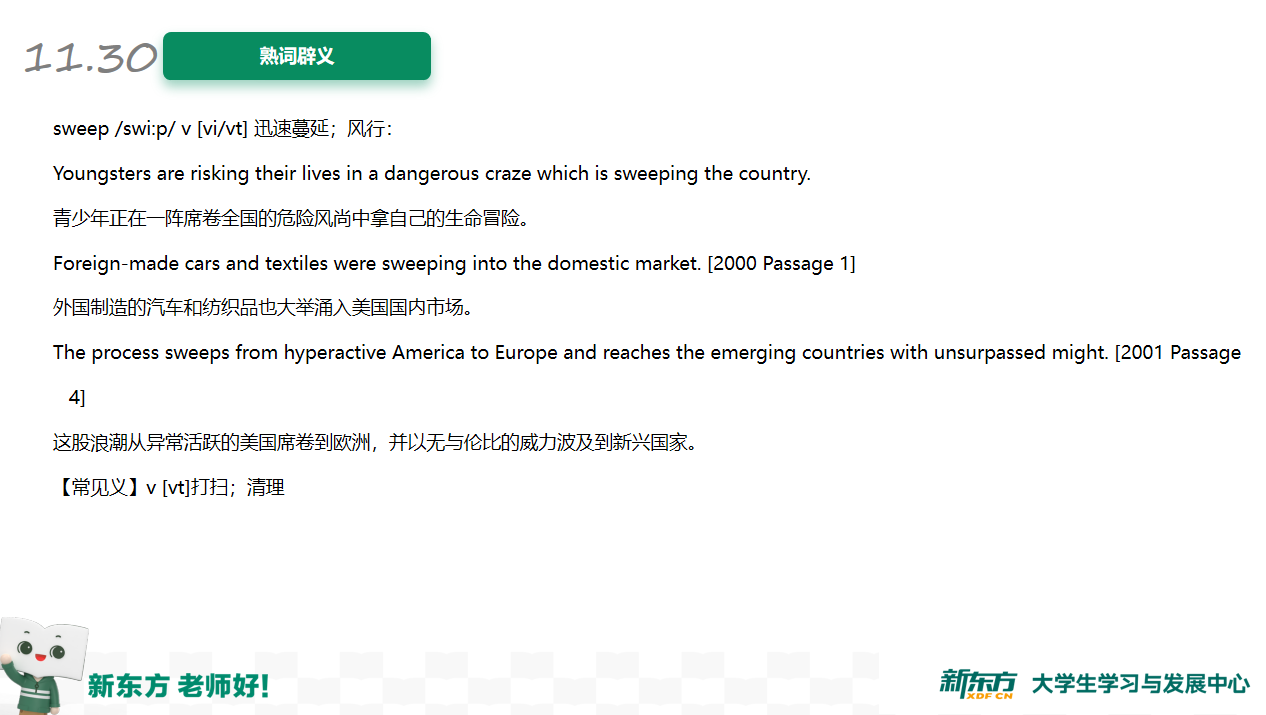 11.30
熟词辟义
sweep /swi:p/ v [vi/vt] 迅速蔓延；风行：
Youngsters are risking their lives in a dangerous craze which is sweeping the country.
青少年正在一阵席卷全国的危险风尚中拿自己的生命冒险。
Foreign-made cars and textiles were sweeping into the domestic market. [2000 Passage 1]
外国制造的汽车和纺织品也大举涌入美国国内市场。
The process sweeps from hyperactive America to Europe and reaches the emerging countries with unsurpassed might. [2001 Passage
4]
这股浪潮从异常活跃的美国席卷到欧洲，并以无与伦比的威力波及到新兴国家。
【常见义】v [vt]打扫；清理
新东方 老师好!
新东方 大学生学习与发展中心
XDF.CN